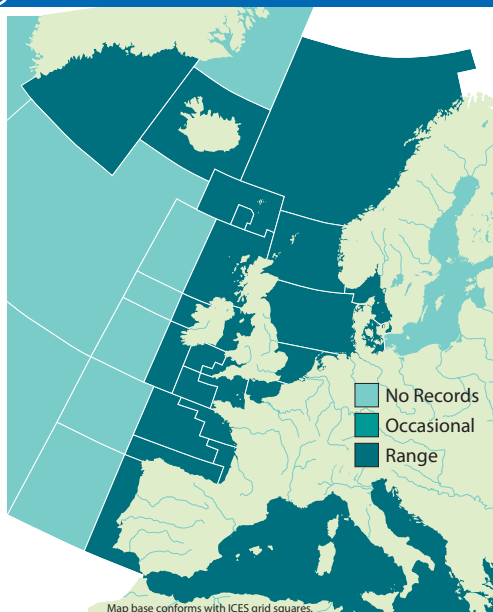 No Records
Occasional
Range
Map base conforms with ICES grid squares.